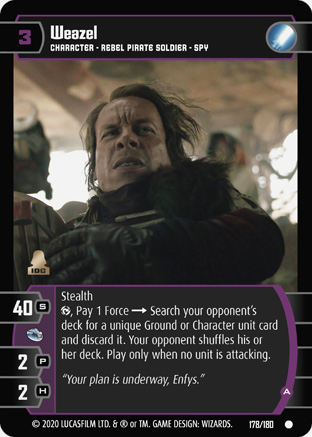 3
Weazel
CHARACTER - REBEL PIRATE SOLDIER - SPY
100
40 S
2 P
2 H
Stealth
, Pay 1 Force → Search your opponent's
deck for a unique Ground or Character unit card
and discard it. Your opponent shuffles his or
her deck. Play only when no unit is attacking.
"Your plan is underway, Enfys."
A
© 2020 LUCASFILM LTD. & ® or TM. GAME DESIGN: WIZARDS. 178/180